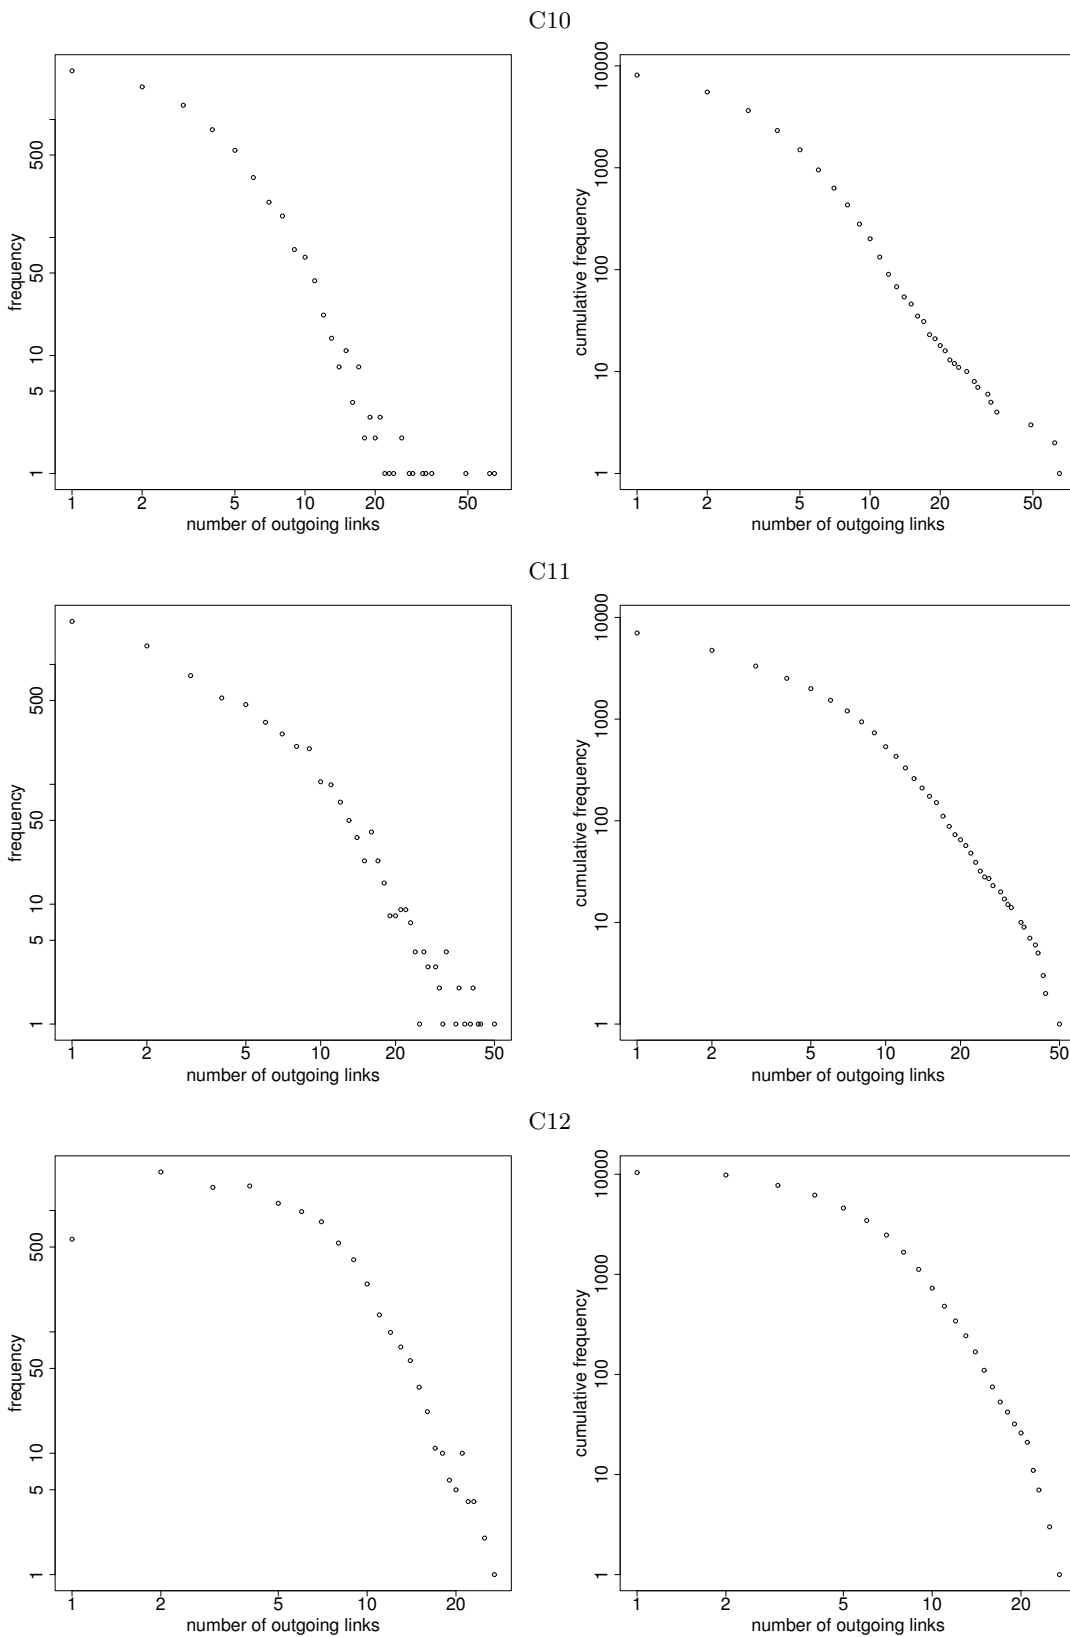 C10
frequency
1 5 10 50 500
1 2 5 10 20 50
number of outgoing links
cumulative frequency
1 10 100 1000 10000
1 2 5 10 20 50
number of outgoing links
C11
frequency
1 5 10 50 500
1 2 5 10 20 50
number of outgoing links
cumulative frequency
1 10 100 1000 10000
1 2 5 10 20 50
number of outgoing links
C12
frequency
1 5 10 50 500
1 2 5 10 20
number of outgoing links
cumulative frequency
1 10 100 1000 10000
1 2 5 10 20
number of outgoing links